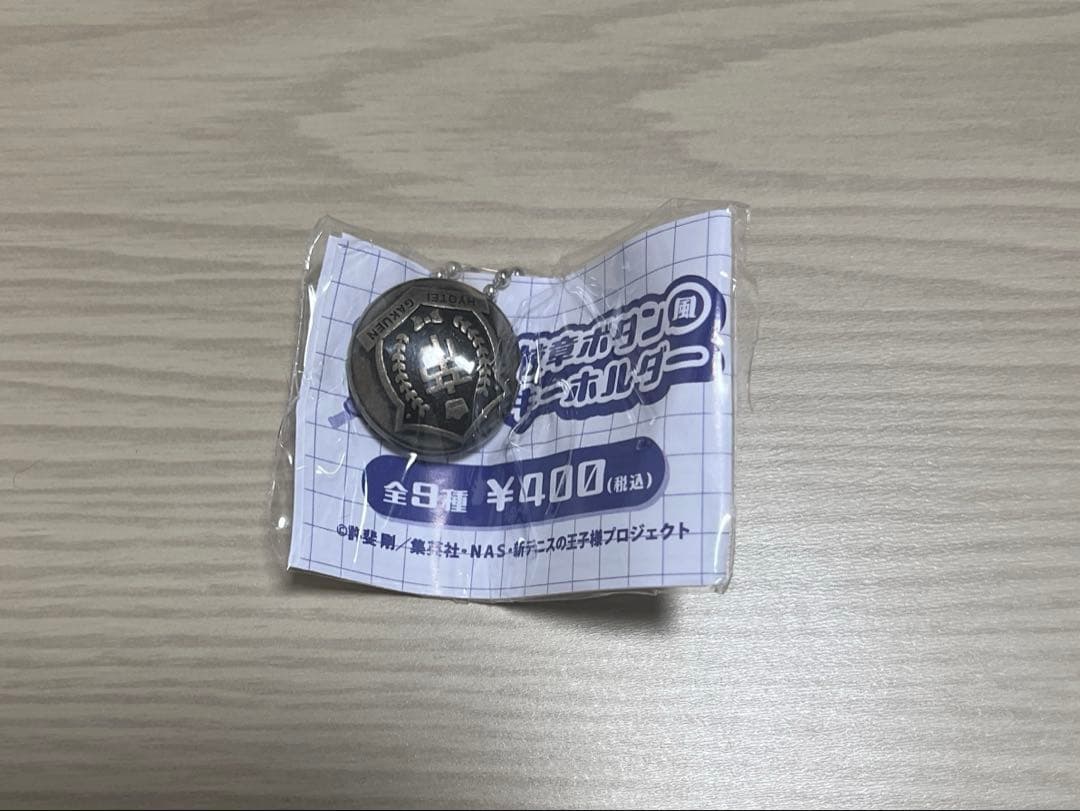 HYOTEI
GAKUEN
校章ボタン風
キーホルダー
全9種 ¥400(税込)
©許斐 剛/集英社・NAS・新テニスの王子様プロジェクト